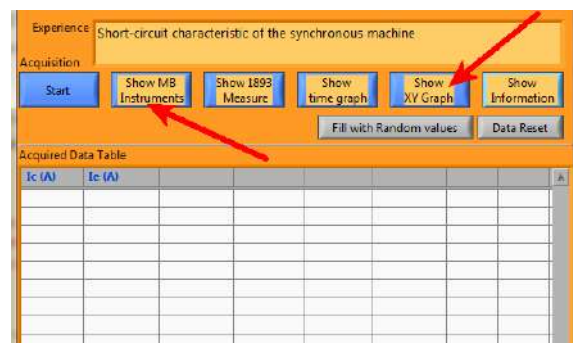 Experience
Short-circuit characteristic of the synchronous machine
Acquisition
Start
Show MB
Instruments
Show 1893
Measure
Show
time graph
Show
XY Graph
Show
Information
Fill with Random values
Data Reset
Acquired Data Table
Ic (A) Ie (A)